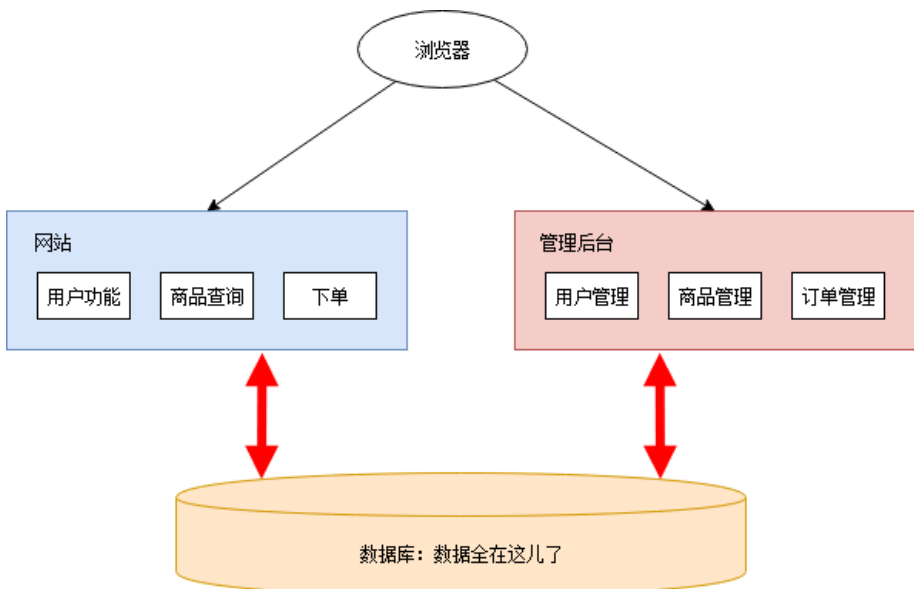 浏览器
网站
用户功能
商品查询
下单
管理后台
用户管理
商品管理
订单管理
数据库：数据全在这儿了